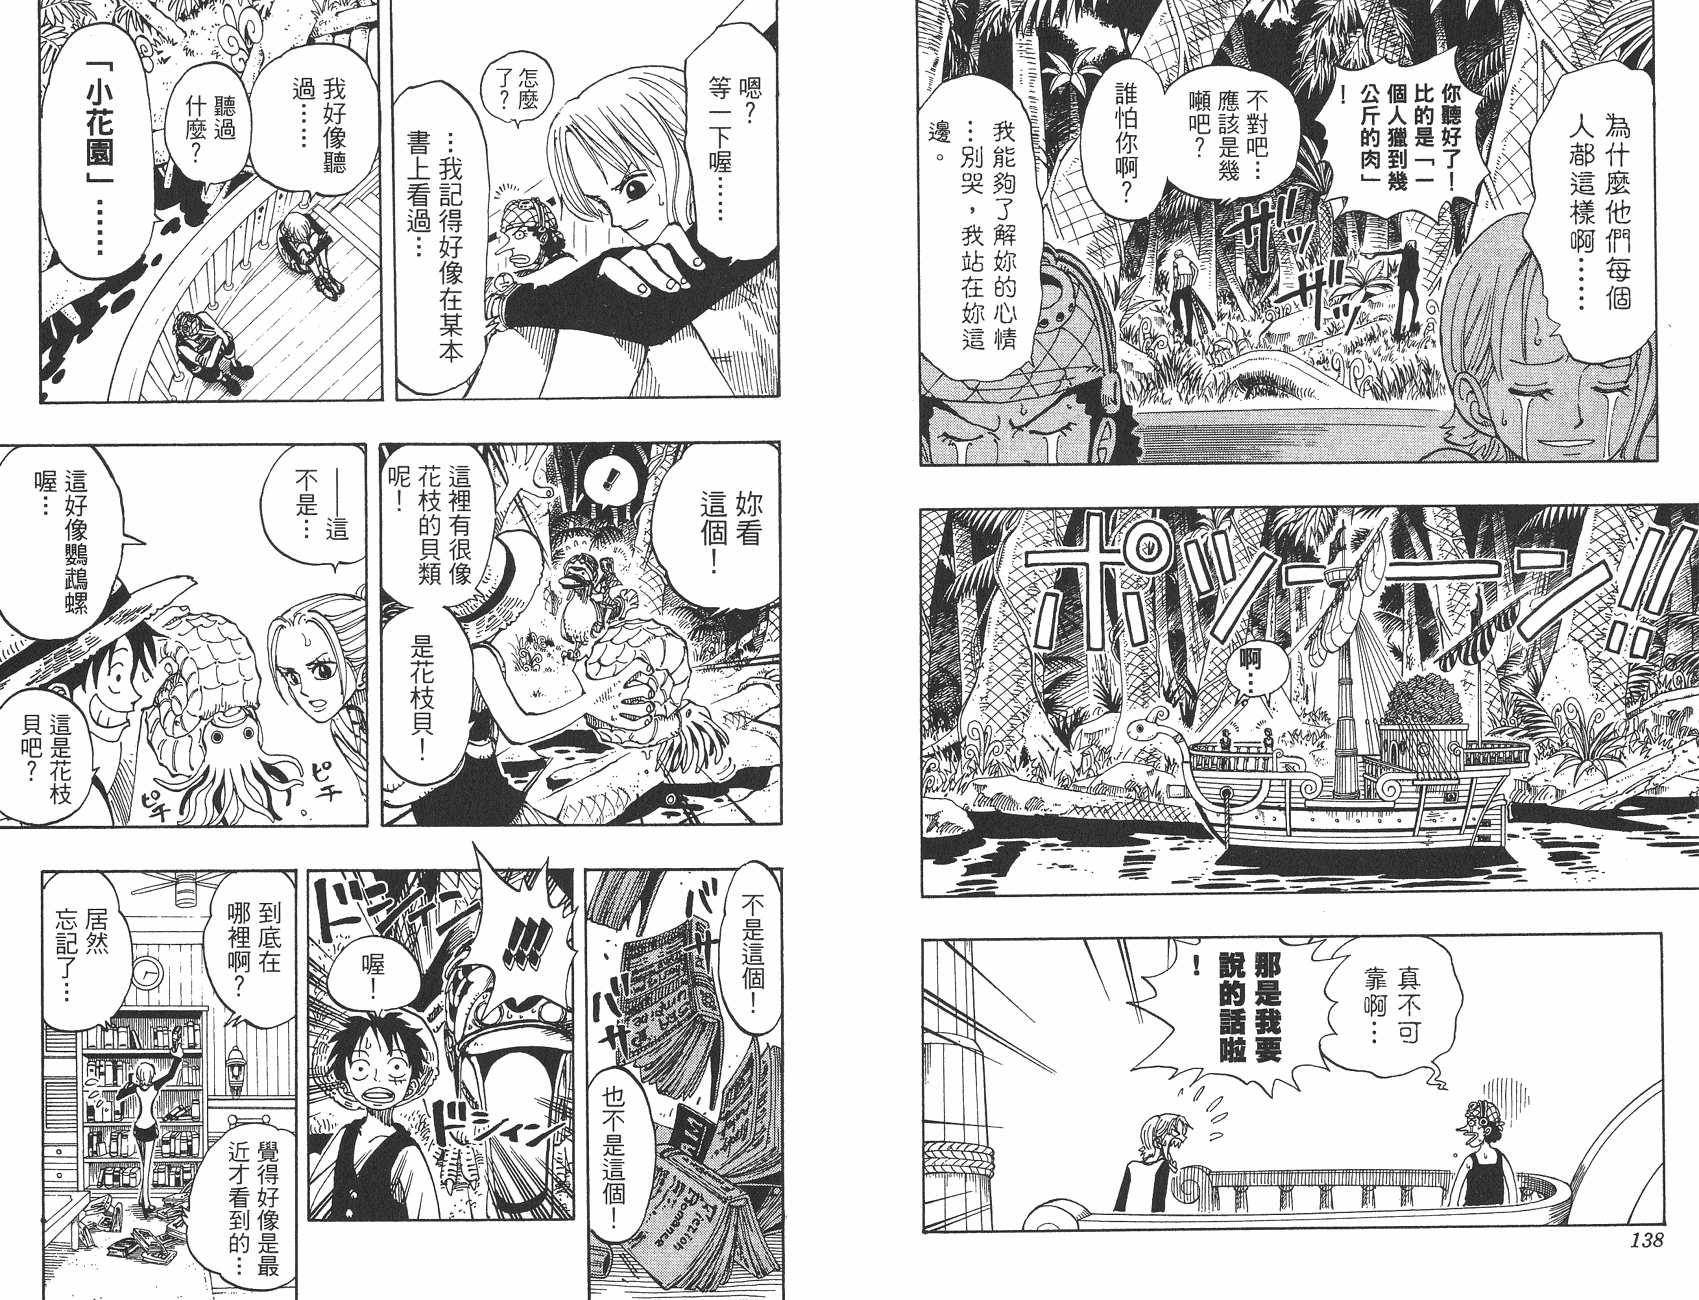 為什麼他們每個
人都這樣啊……
你聽好了！
比的是「一
個人獵到幾
公斤的肉」
！
不對吧…
應該是幾
噸吧？
誰怕你啊？
ザッ
ザッ
我能夠了解妳的心情
…別哭，我站在妳這
邊。
ポツーーーン!!
啊…
真不可
靠啊…
那是我要
說的話啦
！
138
嗯？
等一下喔……
怎麼
了？
…我記得好像在某本
書上看過…
我好像聽
過……
聽過
什麼？
「小花園」……
妳看
這個！
！
這裡有很像
花枝的貝類
呢！
是花枝貝！
——這
不是…
這好像鸚鵡螺
喔…
這是花枝
貝吧？
ピチ
ピチ
不是這個！
バサ
バサ
也不是這個！
Fiction
Romance
!!!
ドシィン
喔！
ドシィン
到底在
哪裡啊？
居然
忘記了…
覺得好像是最
近才看到的…